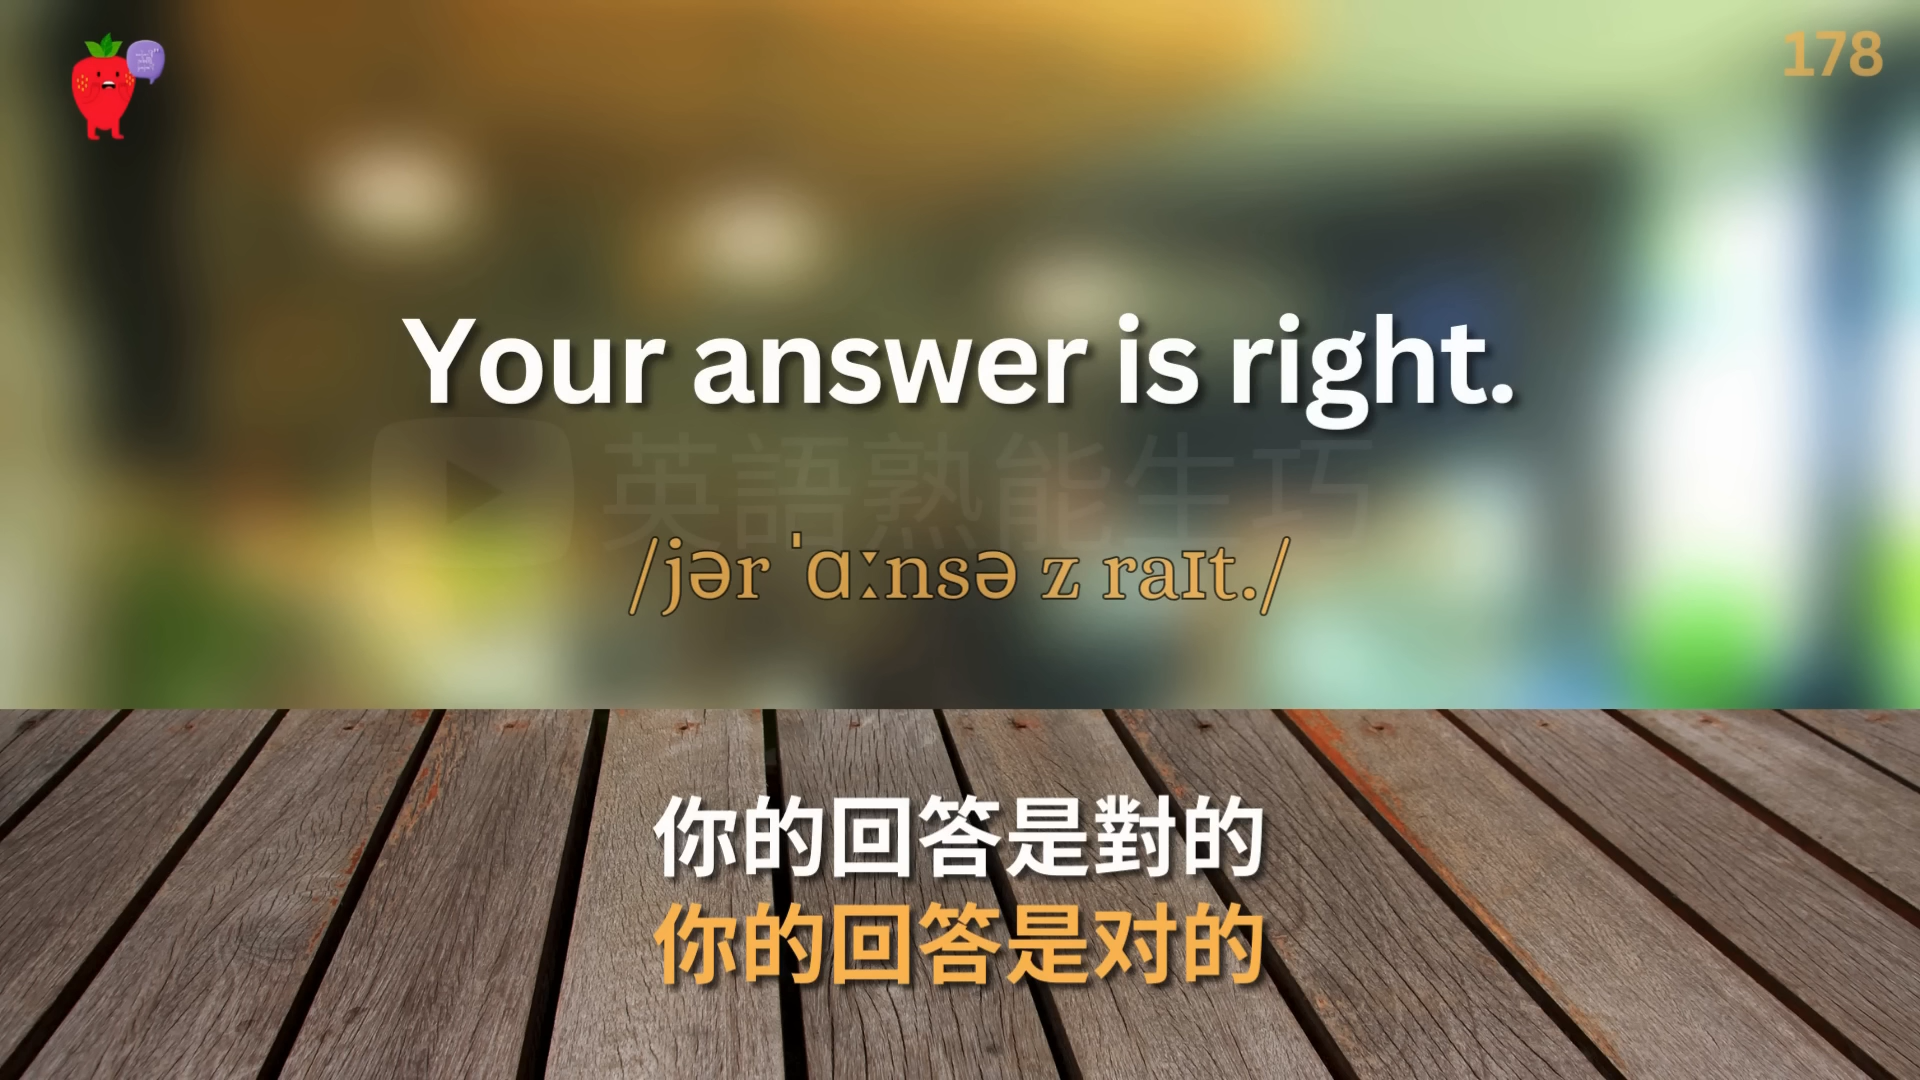 178
Your answer is right.
英語熟能生巧
/jər ˈɑːnsə z raɪt./
你的回答是對的
你的回答是对的